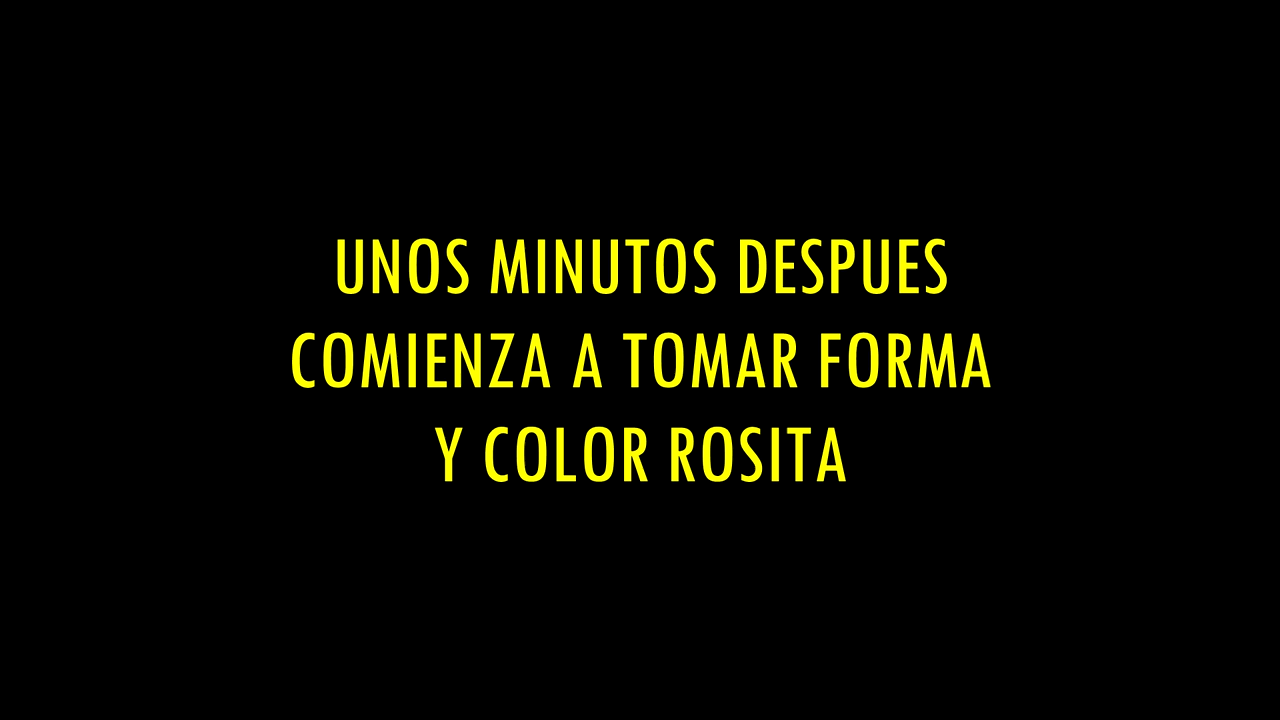 UNOS MINUTOS DESPUES
COMIENZA A TOMAR FORMA
Y COLOR ROSITA